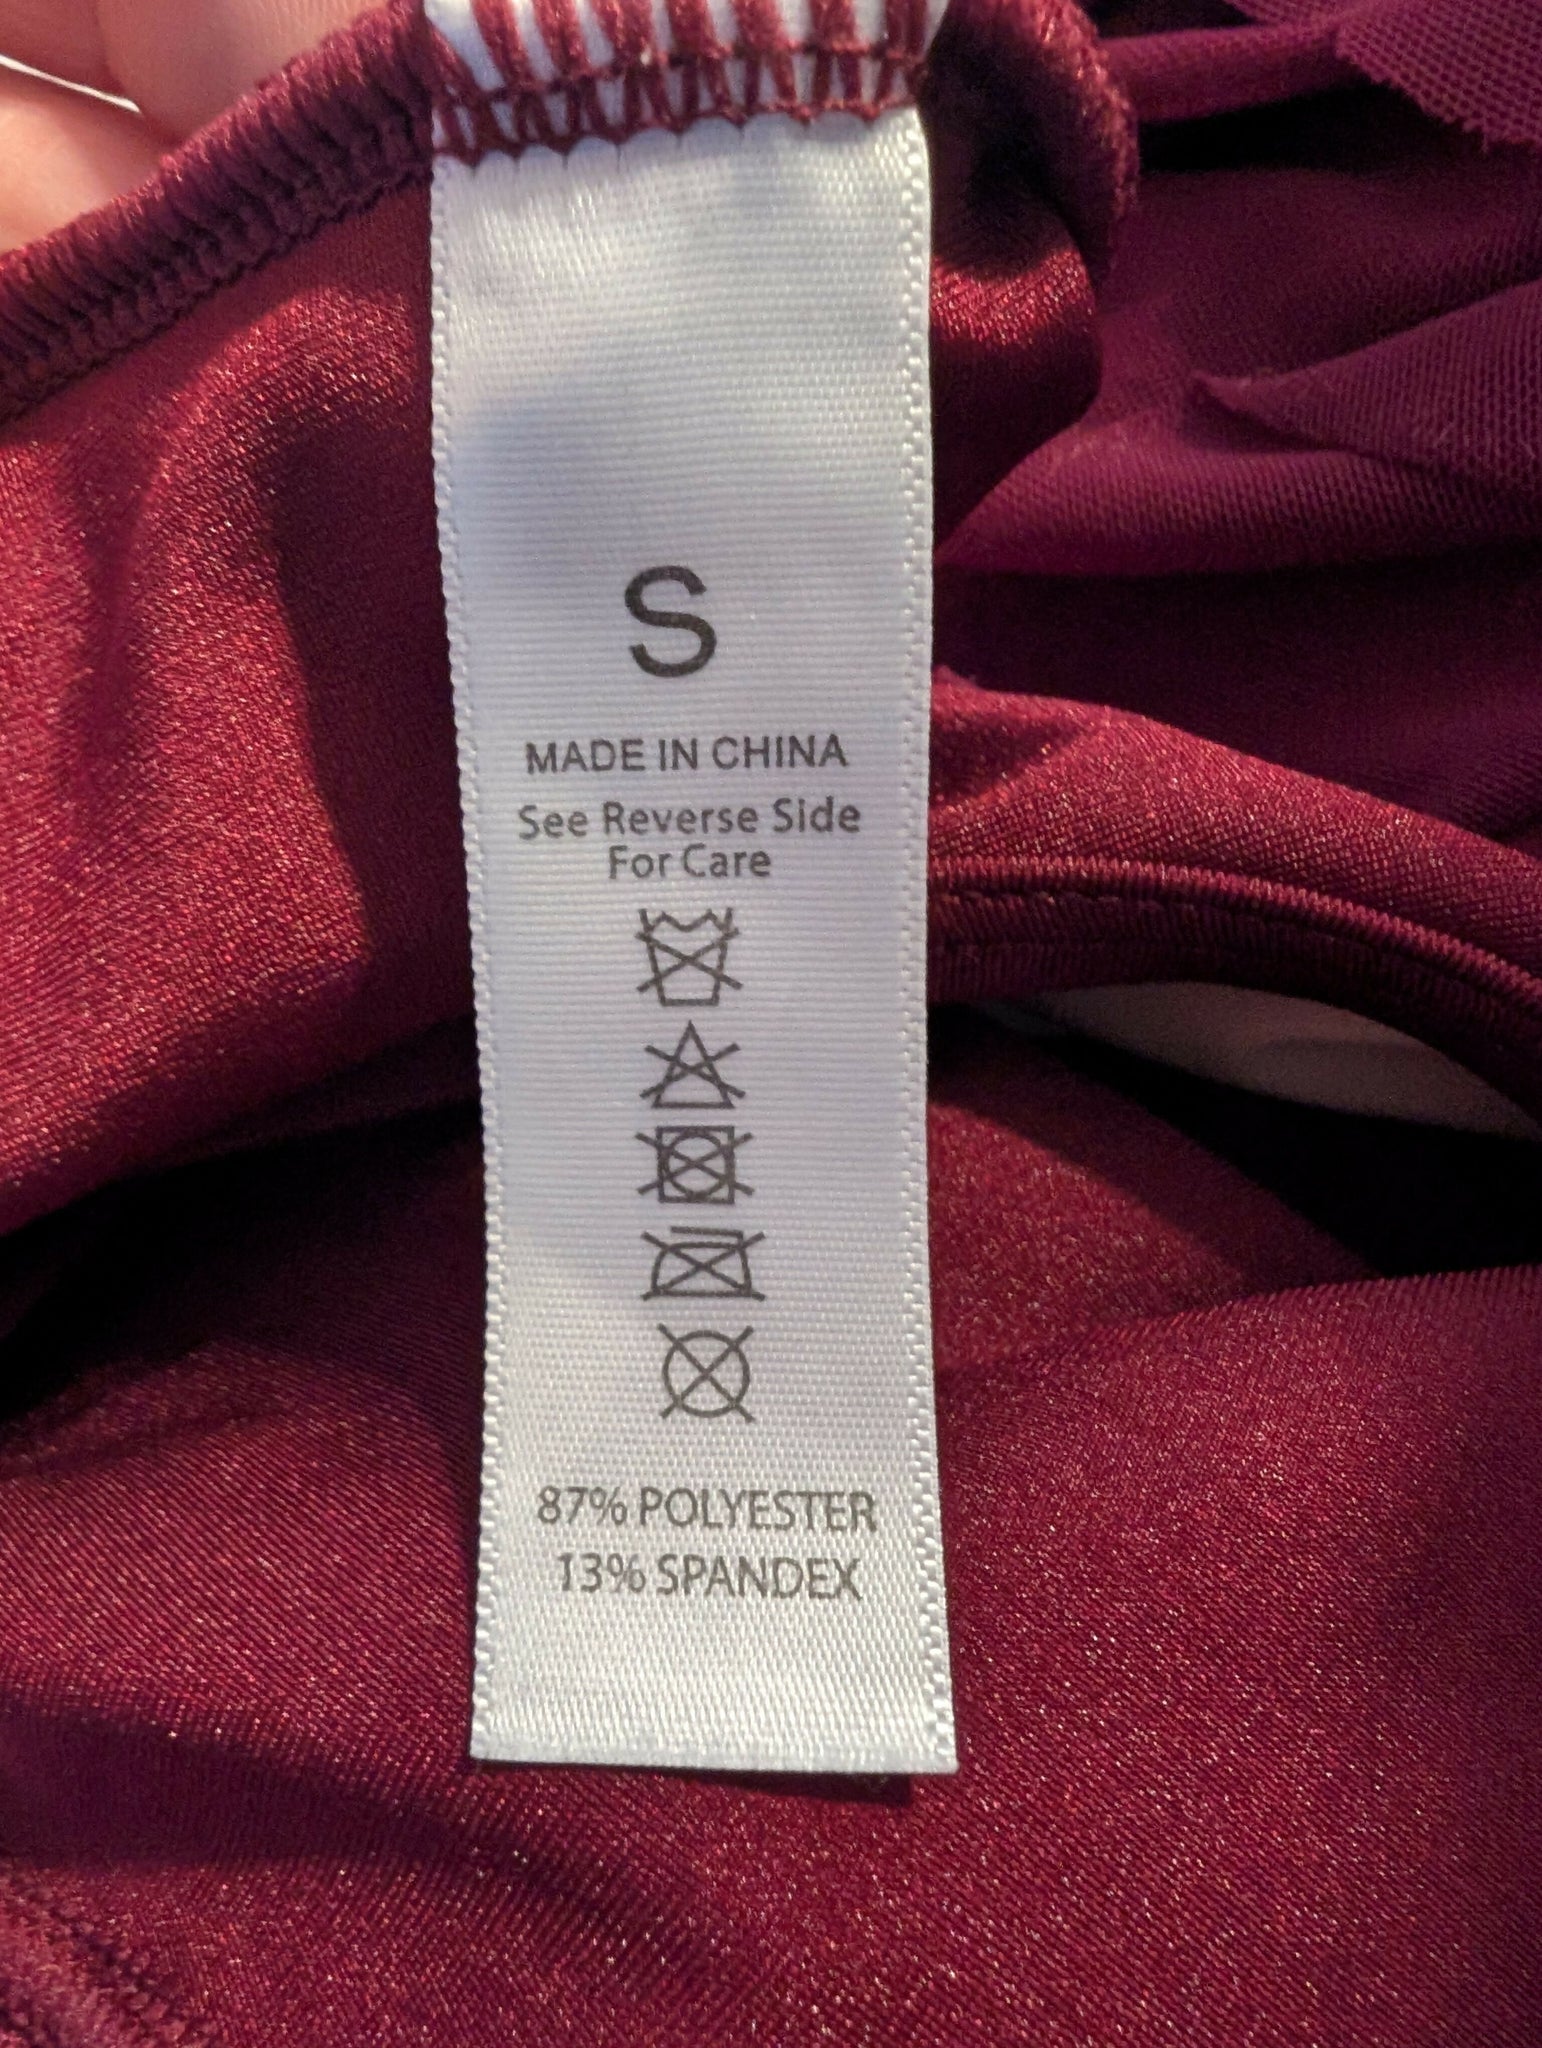 S
MADE IN CHINA
See Reverse Side
For Care
87% POLYESTER
13% SPANDEX